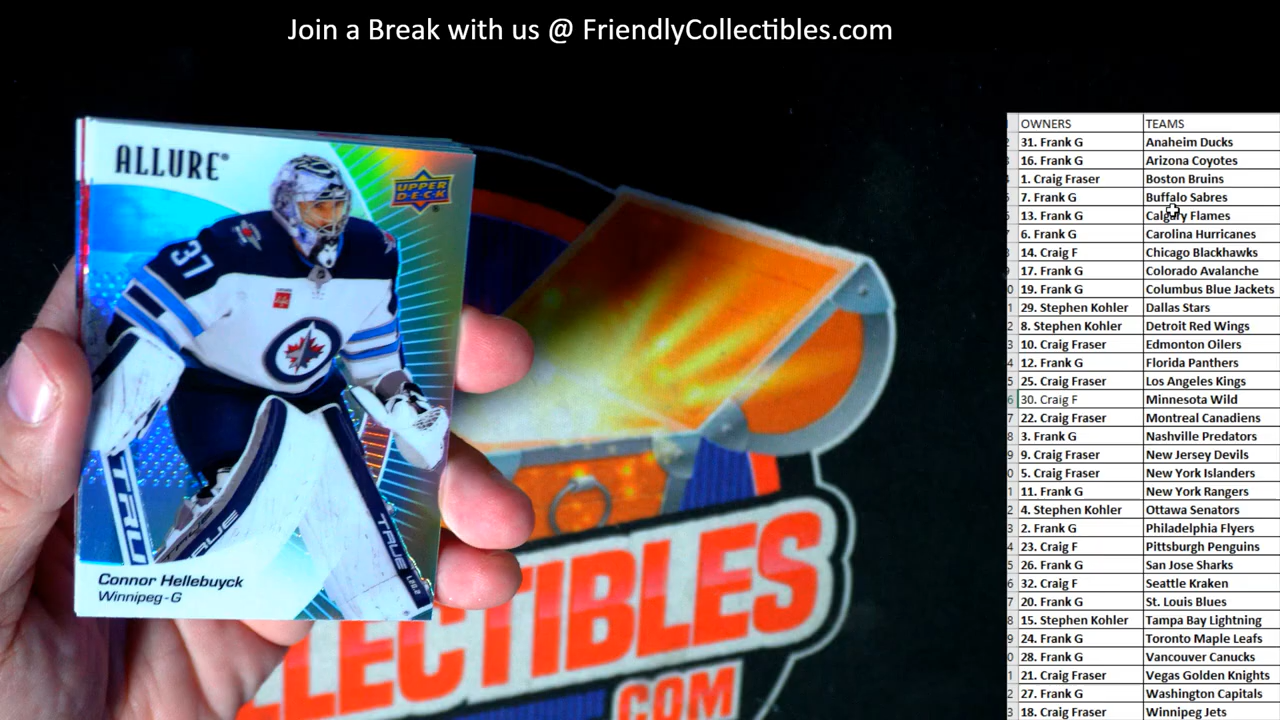 Join a Break with us @ FriendlyCollectibles.com
ALLURE®
UPPER
DECK
37
TRUE
TRUE
Connor Hellebuyck
Winnipeg-G
LLECTIBLES
.COM
OWNERS TEAMS
31. Frank G Anaheim Ducks
16. Frank G Arizona Coyotes
1. Craig Fraser Boston Bruins
7. Frank G Buffalo Sabres
13. Frank G Calgary Flames
6. Frank G Carolina Hurricanes
14. Craig F Chicago Blackhawks
17. Frank G Colorado Avalanche
19. Frank G Columbus Blue Jackets
29. Stephen Kohler Dallas Stars
8. Stephen Kohler Detroit Red Wings
10. Craig Fraser Edmonton Oilers
12. Frank G Florida Panthers
25. Craig Fraser Los Angeles Kings
30. Craig F Minnesota Wild
22. Craig Fraser Montreal Canadiens
3. Frank G Nashville Predators
9. Craig Fraser New Jersey Devils
5. Craig Fraser New York Islanders
11. Frank G New York Rangers
4. Stephen Kohler Ottawa Senators
2. Frank G Philadelphia Flyers
23. Craig F Pittsburgh Penguins
26. Frank G San Jose Sharks
32. Craig F Seattle Kraken
20. Frank G St. Louis Blues
15. Stephen Kohler Tampa Bay Lightning
24. Frank G Toronto Maple Leafs
28. Frank G Vancouver Canucks
21. Craig Fraser Vegas Golden Knights
27. Frank G Washington Capitals
18. Craig Fraser Winnipeg Jets